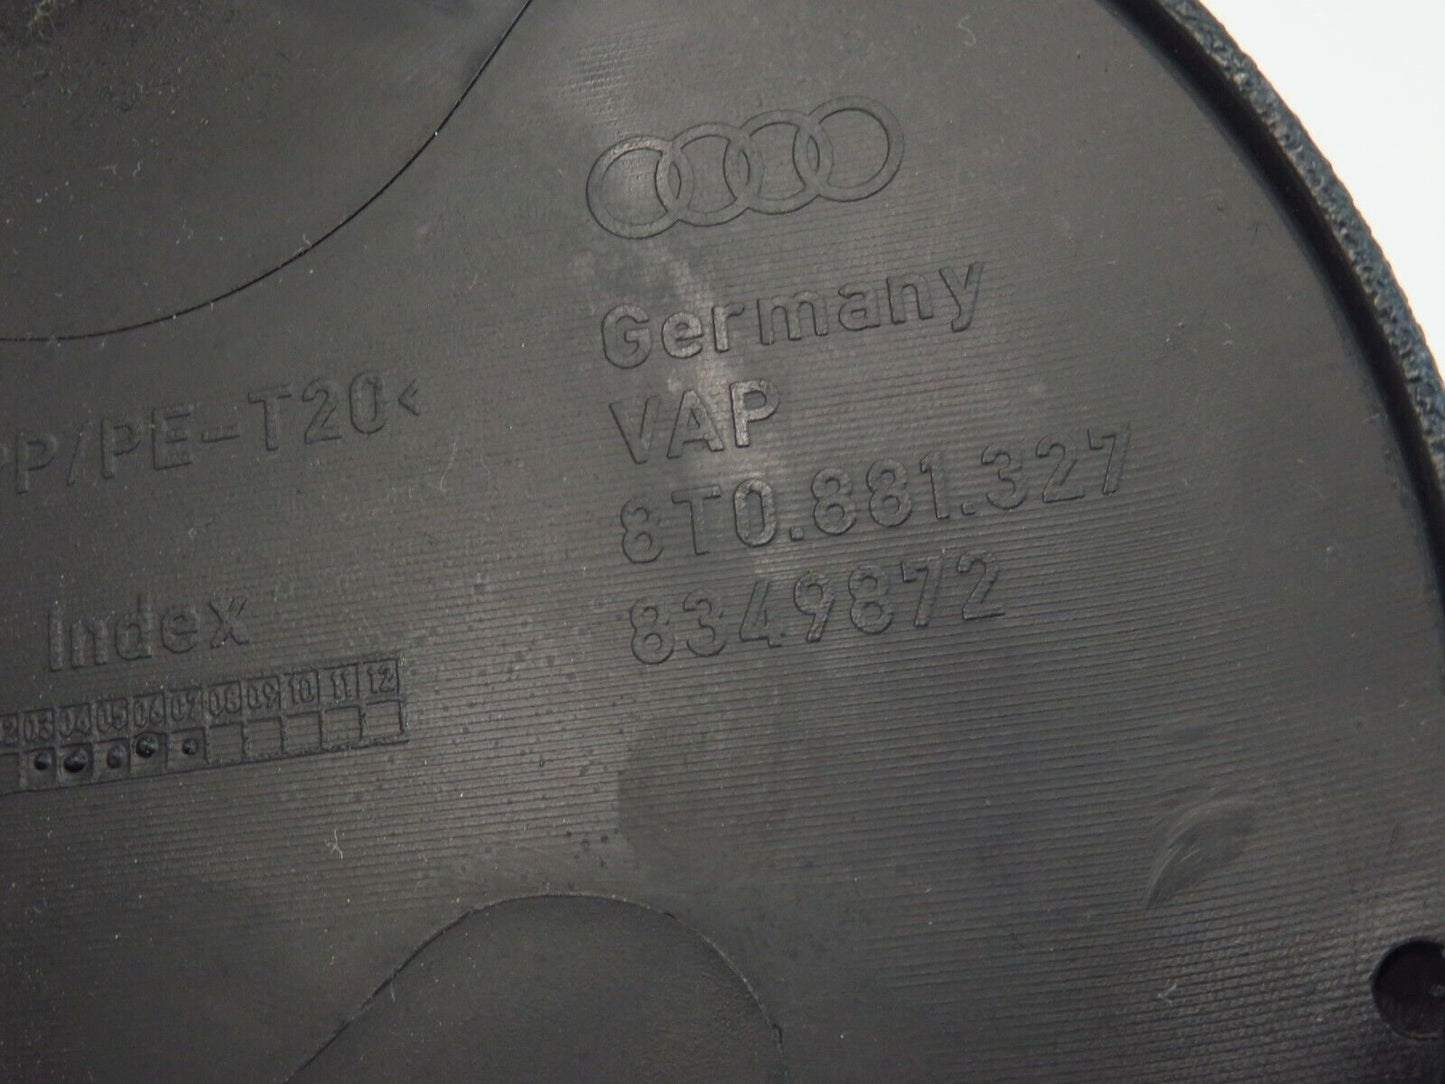 Germany
PP/PE-T20<
VAP
8T0.881.327
8349872
Index
03 04 05 06 07 08 09 10 11 12